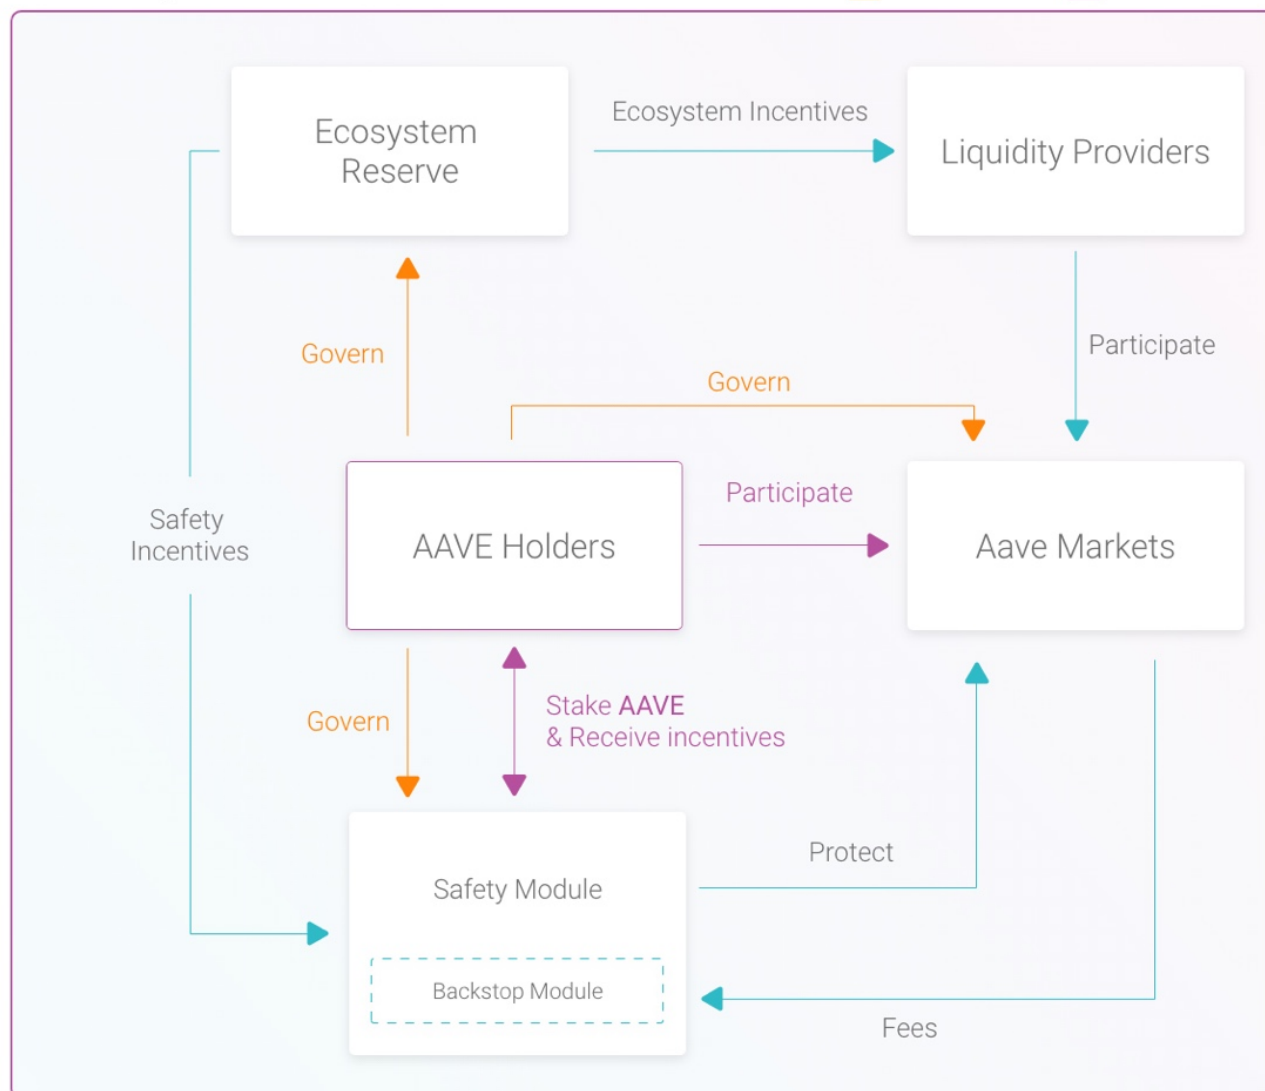 Ecosystem
Reserve
Ecosystem Incentives
Liquidity Providers
Govern
Participate
Govern
Safety
Incentives
AAVE Holders
Participate
Aave Markets
Govern
Stake AAVE
& Receive incentives
Protect
Safety Module
Backstop Module
Fees